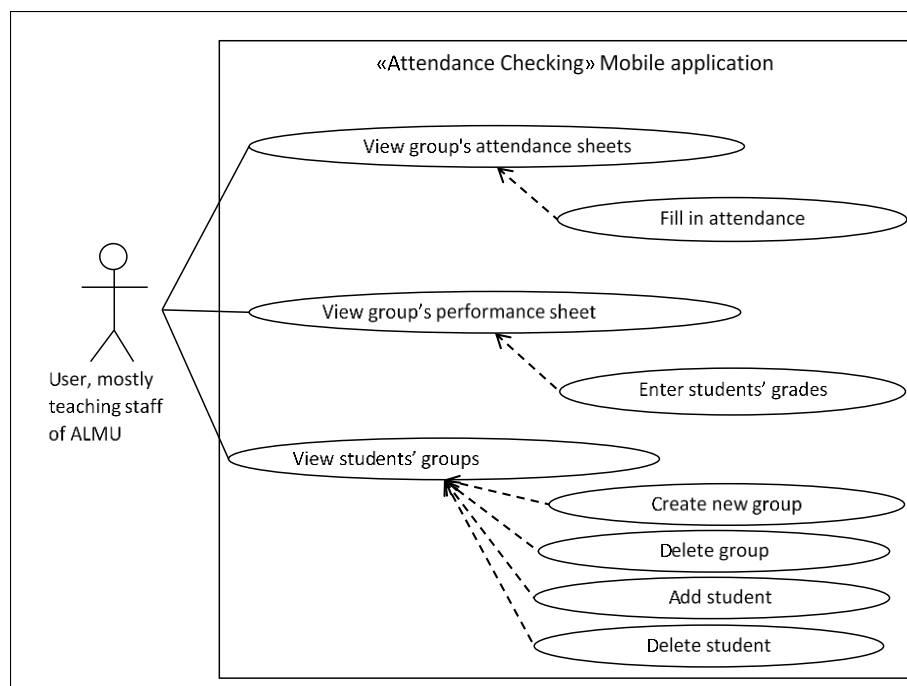 «Attendance Checking» Mobile application
View group's attendance sheets
Fill in attendance
View group’s performance sheet
Enter students’ grades
User, mostly
teaching staff
of ALMU
View students’ groups
Create new group
Delete group
Add student
Delete student